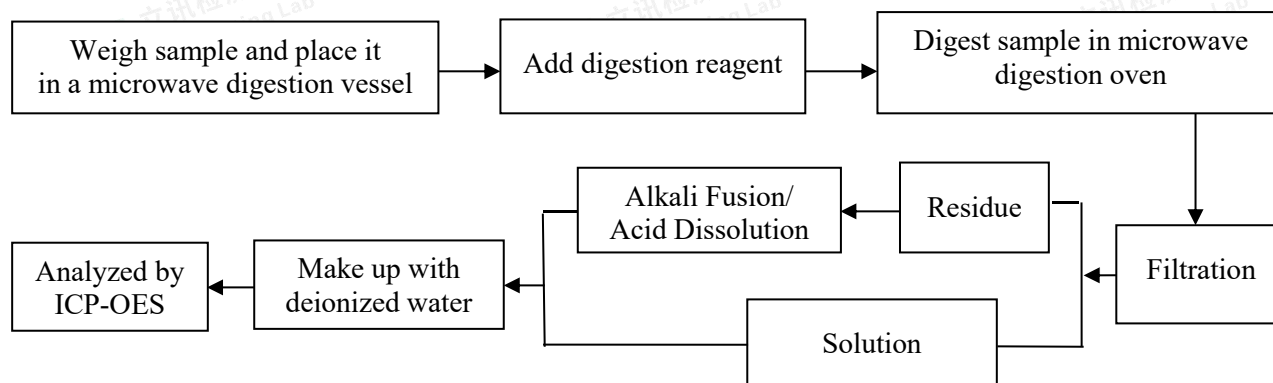 Weigh sample and place it
in a microwave digestion vessel
Add digestion reagent
Digest sample in microwave
digestion oven
Filtration
Residue
Solution
Alkali Fusion/
Acid Dissolution
Make up with
deionized water
Analyzed by
ICP-OES